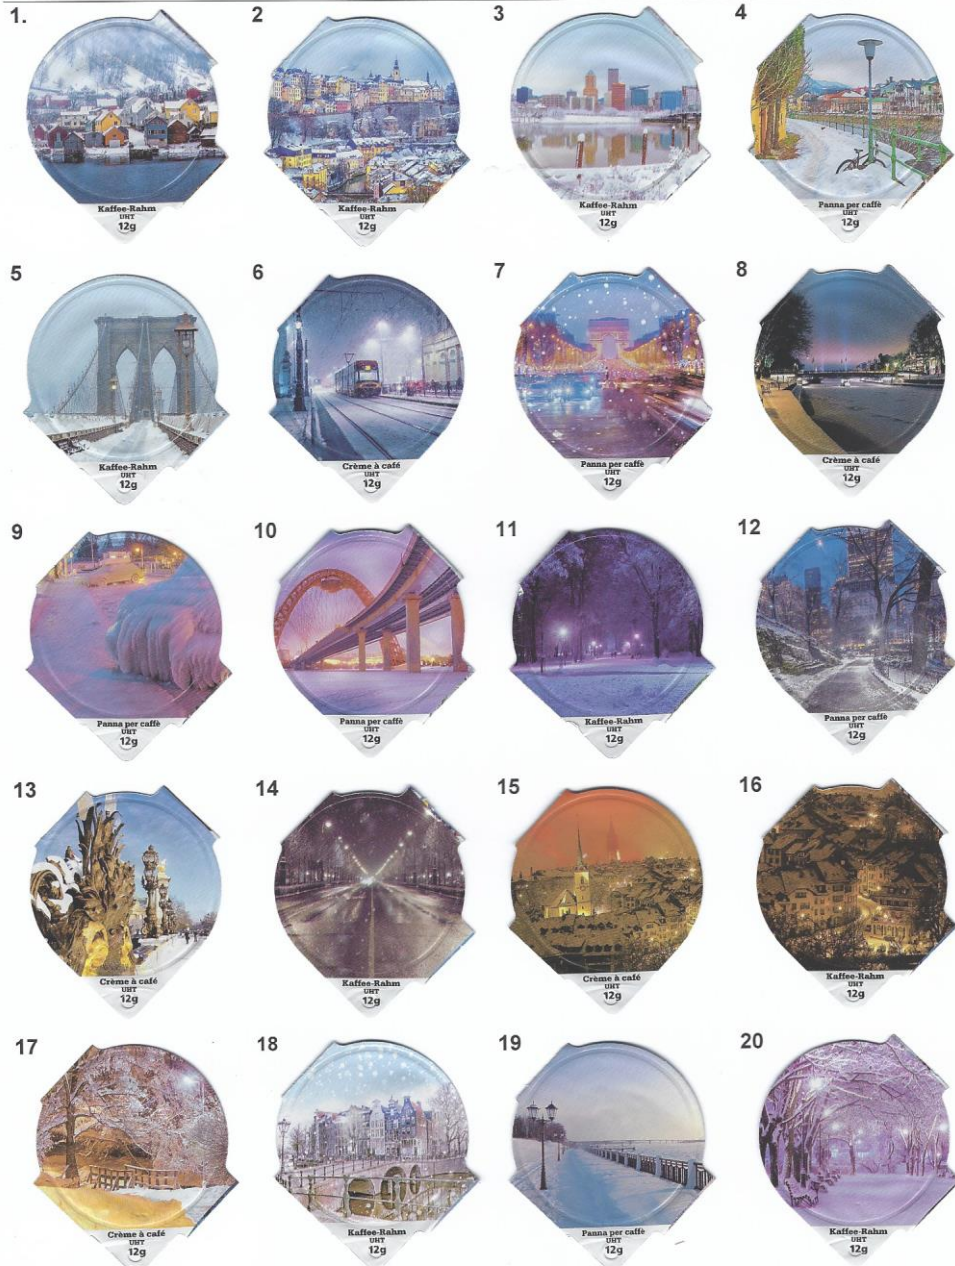 1.
Kaffee-Rahm
UHT
12g
2
Kaffee-Rahm
UHT
12g
3
Kaffee-Rahm
UHT
12g
4
Panna per caffè
UHT
12g
5
Kaffee-Rahm
UHT
12g
6
Crème à café
UHT
12g
7
Panna per caffè
UHT
12g
8
Crème à café
UHT
12g
9
Panna per caffè
UHT
12g
10
Panna per caffè
UHT
12g
11
Kaffee-Rahm
UHT
12g
12
Panna per caffè
UHT
12g
13
Crème à café
UHT
12g
14
Kaffee-Rahm
UHT
12g
15
Crème à café
UHT
12g
16
Kaffee-Rahm
UHT
12g
17
Crème à café
UHT
12g
18
Kaffee-Rahm
UHT
12g
19
Panna per caffè
UHT
12g
20
Kaffee-Rahm
UHT
12g